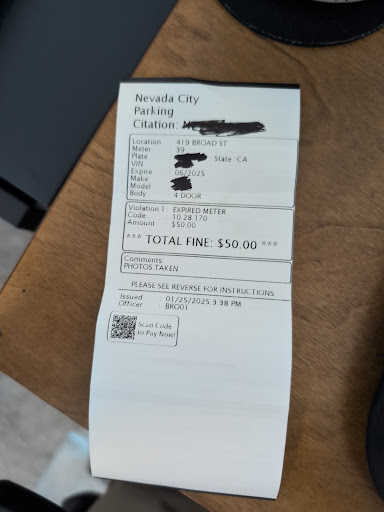 Nevada City
Parking
Citation:
Location 419 BROAD ST
Meter 39
Plate State: CA
VIN
Expire 06/2025
Make
Model
Body 4 DOOR
Violation 1 EXPIRED METER
Code 10.28.170
Amount $50.00
*** TOTAL FINE: $50.00 ***
Comments
PHOTOS TAKEN
PLEASE SEE REVERSE FOR INSTRUCTIONS
Issued : 01/25/2025 3:38 PM
Officer : BRO01
Scan Code
to Pay Now!